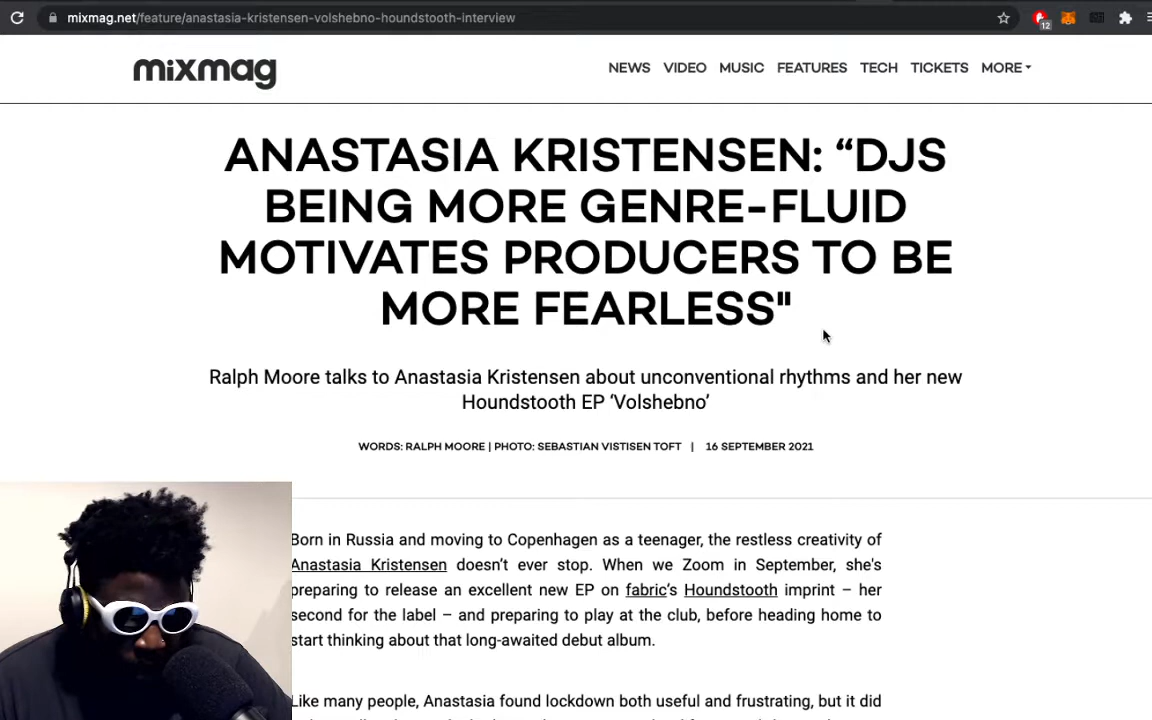 mixmag.net/feature/anastasia-kristensen-volshebno-houndstooth-interview
12
mixmag
NEWS VIDEO MUSIC FEATURES TECH TICKETS MORE
ANASTASIA KRISTENSEN: “DJS
BEING MORE GENRE-FLUID
MOTIVATES PRODUCERS TO BE
MORE FEARLESS"
Ralph Moore talks to Anastasia Kristensen about unconventional rhythms and her new
Houndstooth EP ‘Volshebno’
WORDS: RALPH MOORE | PHOTO: SEBASTIAN VISTISEN TOFT | 16 SEPTEMBER 2021
Born in Russia and moving to Copenhagen as a teenager, the restless creativity of
Anastasia Kristensen doesn’t ever stop. When we Zoom in September, she's
preparing to release an excellent new EP on fabric’s Houndstooth imprint – her
second for the label – and preparing to play at the club, before heading home to
start thinking about that long-awaited debut album.
Like many people, Anastasia found lockdown both useful and frustrating, but it did